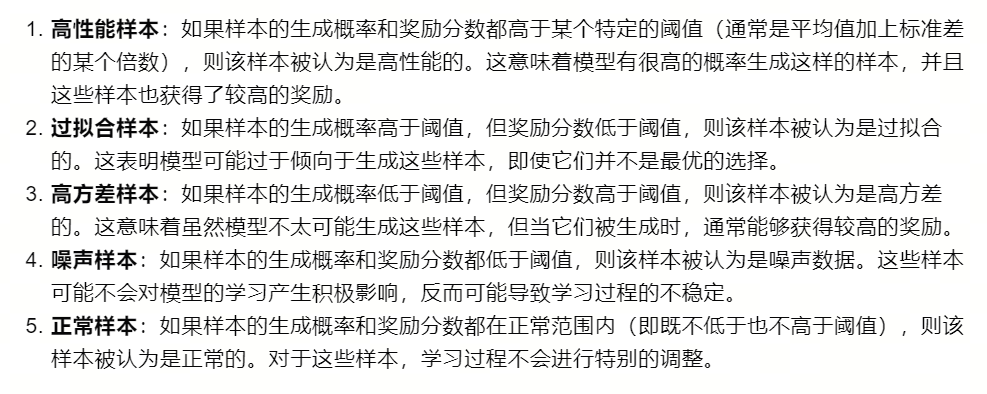 1. 高性能样本：如果样本的生成概率和奖励分数都高于某个特定的阈值（通常是平均值加上标准差
的某个倍数），则该样本被认为是高性能的。这意味着模型有很高的概率生成这样的样本，并且
这些样本也获得了较高的奖励。
2. 过拟合样本：如果样本的生成概率高于阈值，但奖励分数低于阈值，则该样本被认为是过拟合
的。这表明模型可能过于倾向于生成这些样本，即使它们并不是最优的选择。
3. 高方差样本：如果样本的生成概率低于阈值，但奖励分数高于阈值，则该样本被认为是高方差
的。这意味着虽然模型不太可能生成这些样本，但当它们被生成时，通常能够获得较高的奖励。
4. 噪声样本：如果样本的生成概率和奖励分数都低于阈值，则该样本被认为是噪声数据。这些样本
可能不会对模型的学习产生积极影响，反而可能导致学习过程的不稳定。
5. 正常样本：如果样本的生成概率和奖励分数都在正常范围内（即既不低于也不高于阈值），则该
样本被认为是正常的。对于这些样本，学习过程不会进行特别的调整。